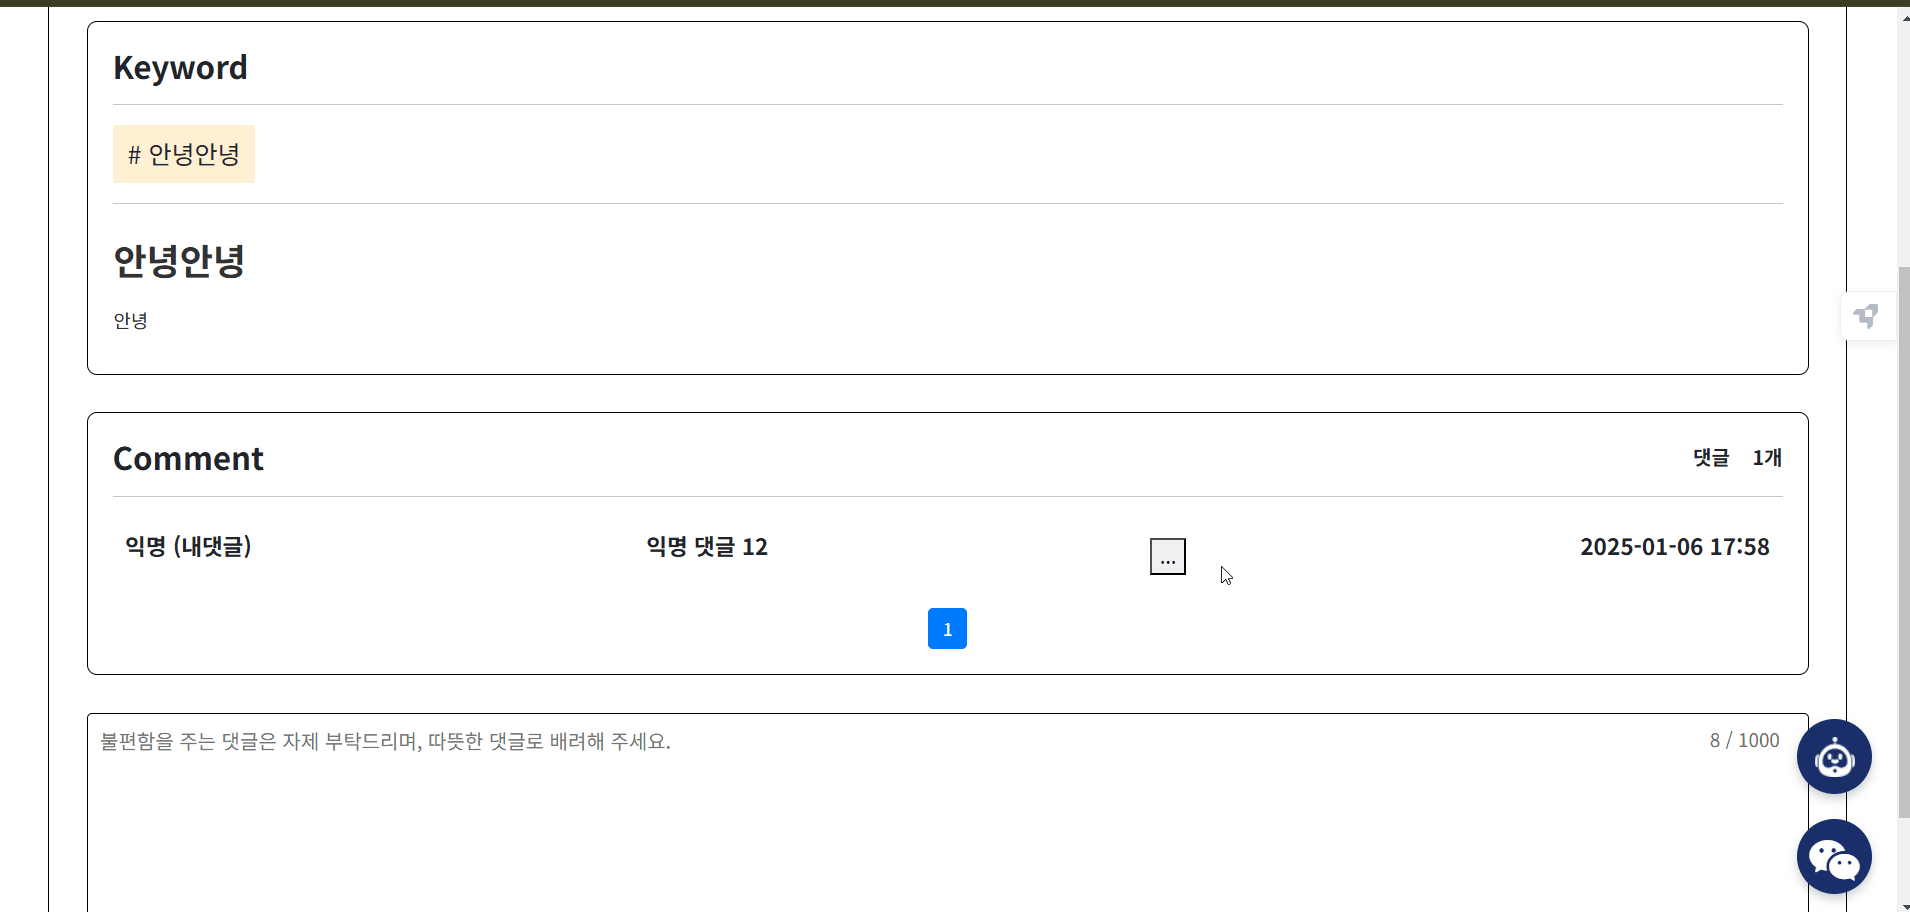 Keyword
# 안녕안녕
안녕안녕
안녕
Comment 댓글 1개
익명 (내댓글) 익명 댓글 12 ... 2025-01-06 17:58
1
불편함을 주는 댓글은 자제 부탁드리며, 따뜻한 댓글로 배려해 주세요. 8 / 1000